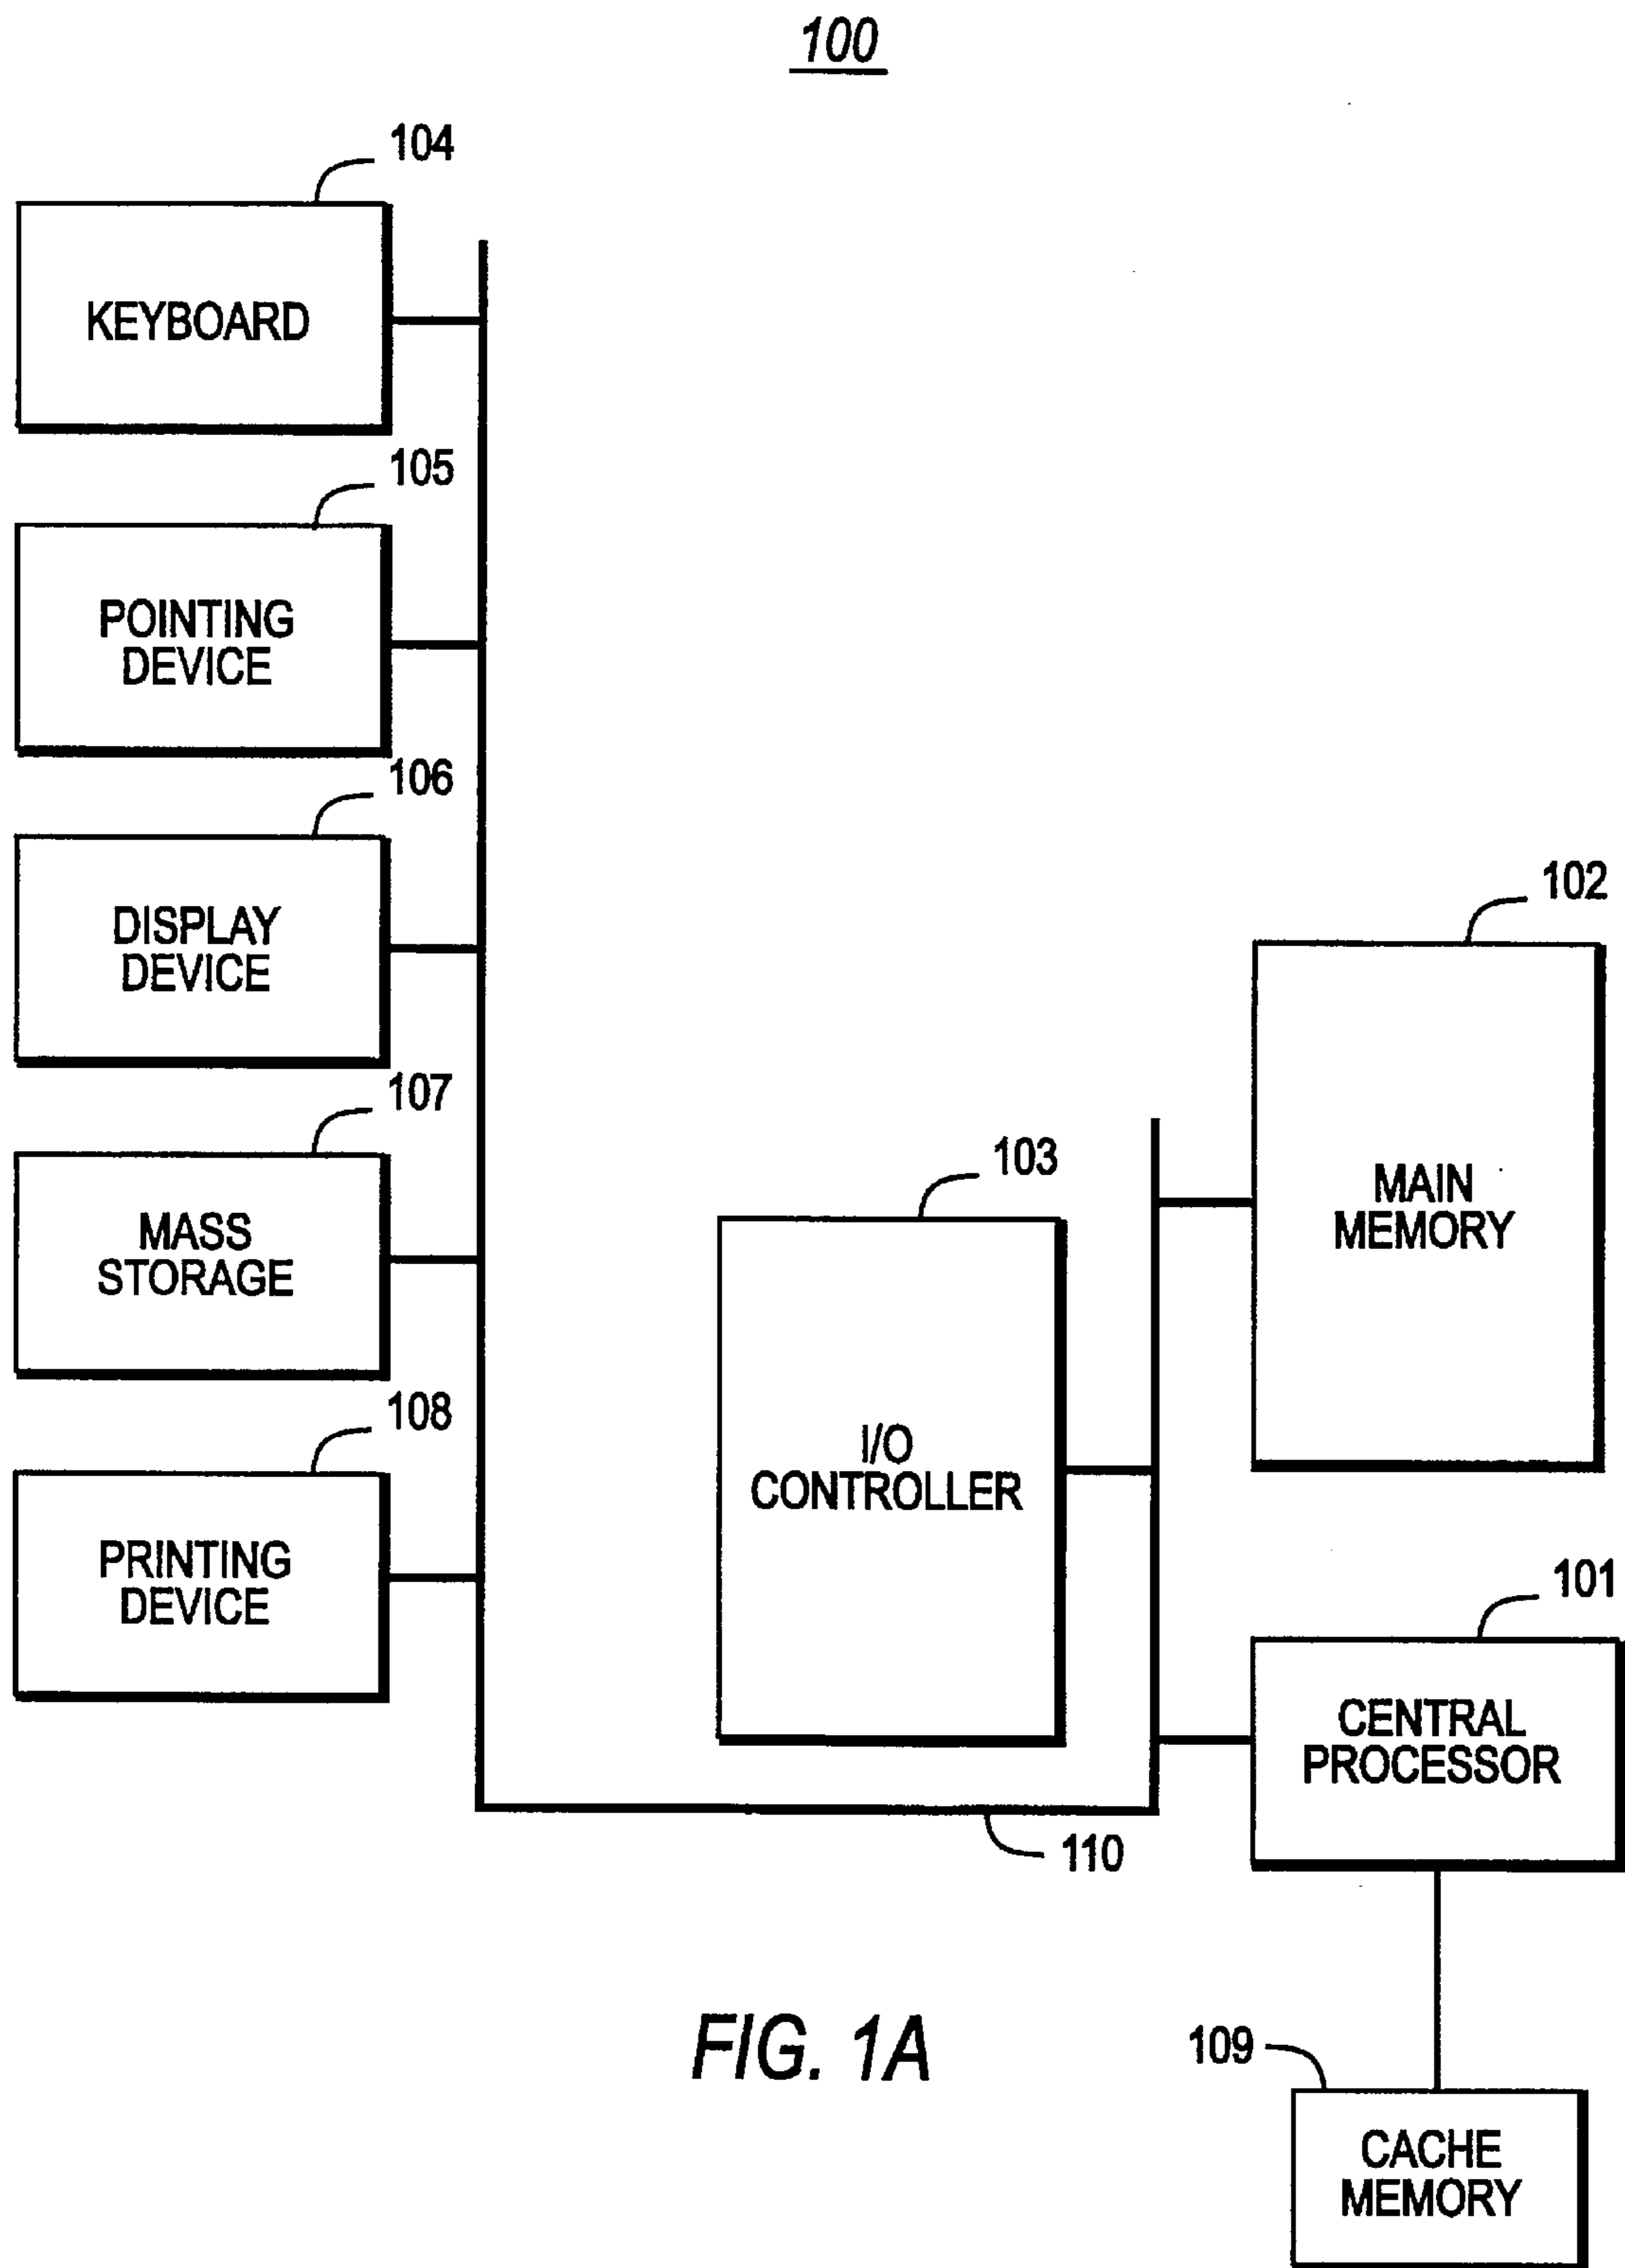 100
104
KEYBOARD
105
POINTING
DEVICE
106
DISPLAY
DEVICE
107
MASS
STORAGE
108
PRINTING
DEVICE
103
I/O
CONTROLLER
102
MAIN
MEMORY
101
CENTRAL
PROCESSOR
110
109
CACHE
MEMORY
FIG. 1A